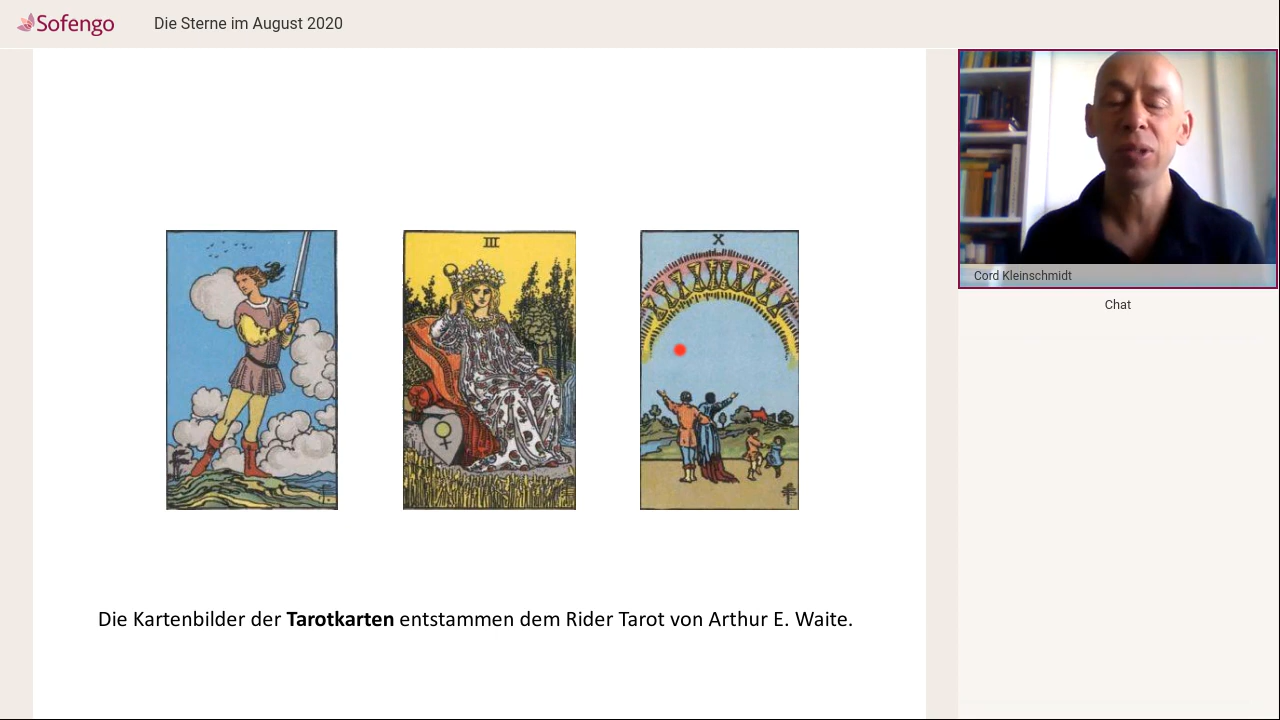 Sofengo
Die Sterne im August 2020
III
X
Cord Kleinschmidt
Chat
Die Kartenbilder der Tarotkarten entstammen dem Rider Tarot von Arthur E. Waite.